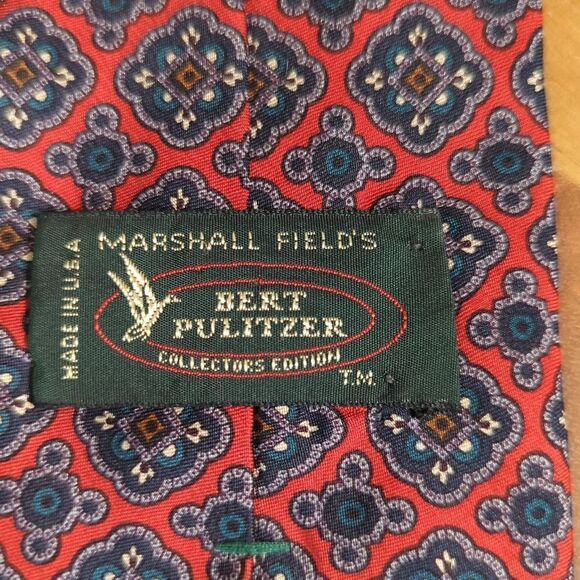 MADE IN U.S.A
MARSHALL FIELD'S
BERT
PULITZER
COLLECTORS EDITION
T.M.